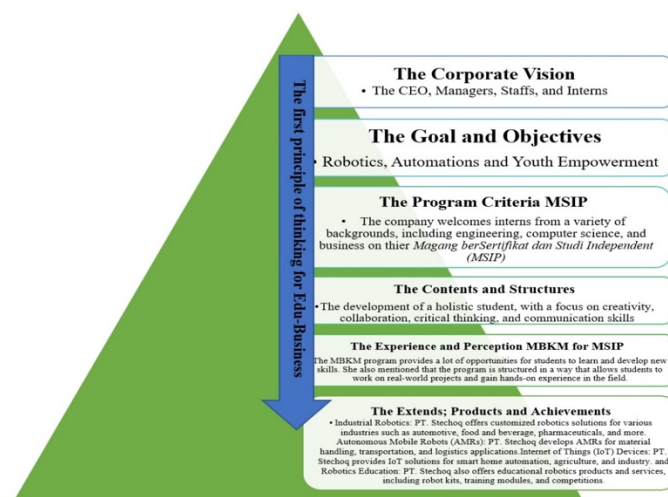 The first principle of thinking for Edu-Business
The Corporate Vision
• The CEO, Managers, Staffs, and Interns
The Goal and Objectives
• Robotics, Automations and Youth Empowerment
The Program Criteria MSIP
• The company welcomes interns from a variety of
backgrounds, including engineering, computer science, and
business on thier Magang berSertifikat dan Studi Independent
(MSIP)
The Contents and Structures
•The development of a holistic student, with a focus on creativity,
collaboration, critical thinking, and communication skills
The Experience and Perception MBKM for MSIP
The MBKM program provides a lot of opportunities for students to learn and develop new
skills. She also mentioned that the program is structured in a way that allows students to
work on real-world projects and gain hands-on experience in the field.
The Extends; Products and Achievements
• Industrial Robotics: PT. Stechoq offers customized robotics solutions for various
industries such as automotive, food and beverage, pharmaceuticals, and more.
Autonomous Mobile Robots (AMRs): PT. Stechoq develops AMRs for material
handling, transportation, and logistics applications.Internet of Things (IoT) Devices: PT.
Stechoq provides IoT solutions for smart home automation, agriculture, and industry. and
Robotics Education: PT. Stechoq also offers educational robotics products and services,
including robot kits, training modules, and competitions.